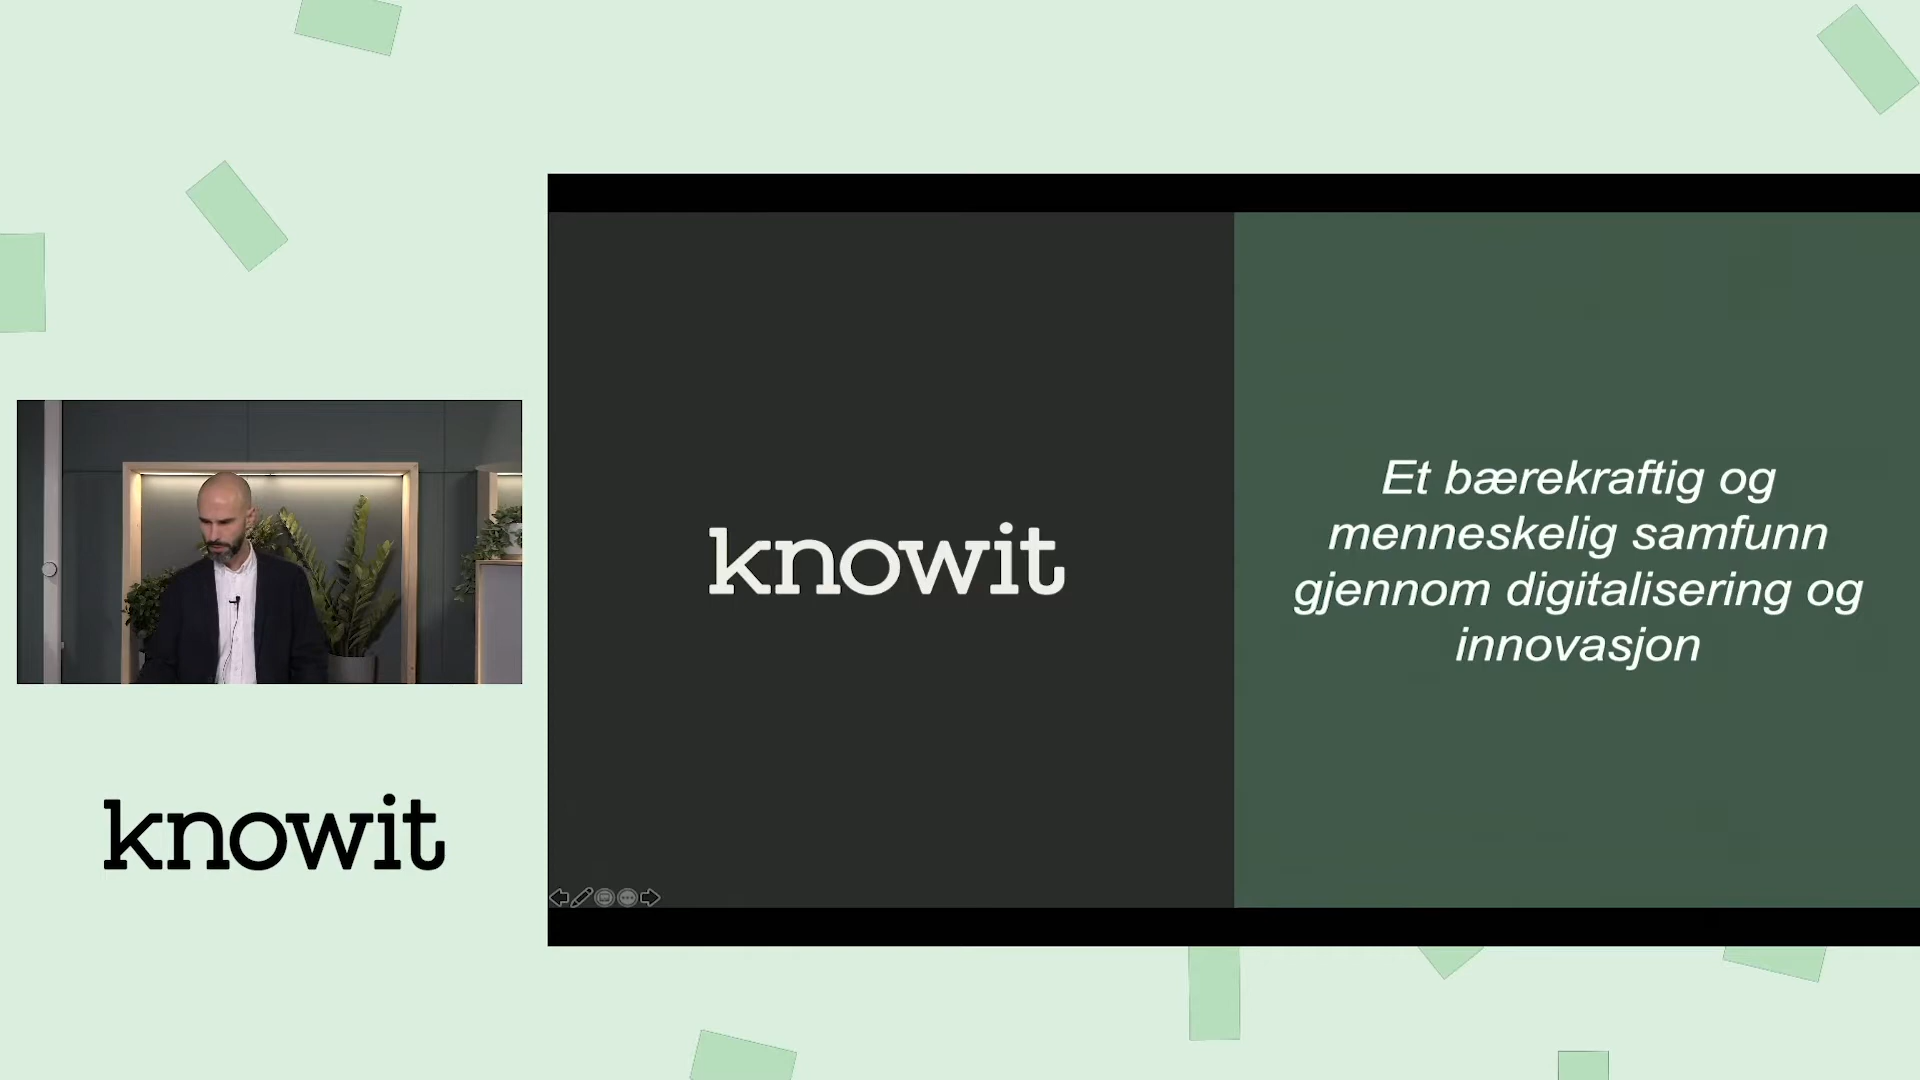 knowit
Et bærekraftig og
menneskelig samfunn
gjennom digitalisering og
innovasjon
knowit